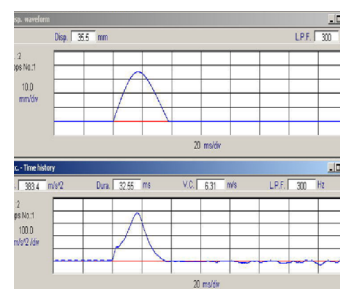 sp. waveform
Disp. 35.5 mm L.P.F. 300
:2
ps No.:1
10.0
mm/div
20 ms/div
c. - Time history
383.4 m/s^2 Dura. 32.55 ms V.C. 6.31 m/s L.P.F. 300 Hz
2
ps No.:1
100.0
m/s^2 /div
20 ms/div